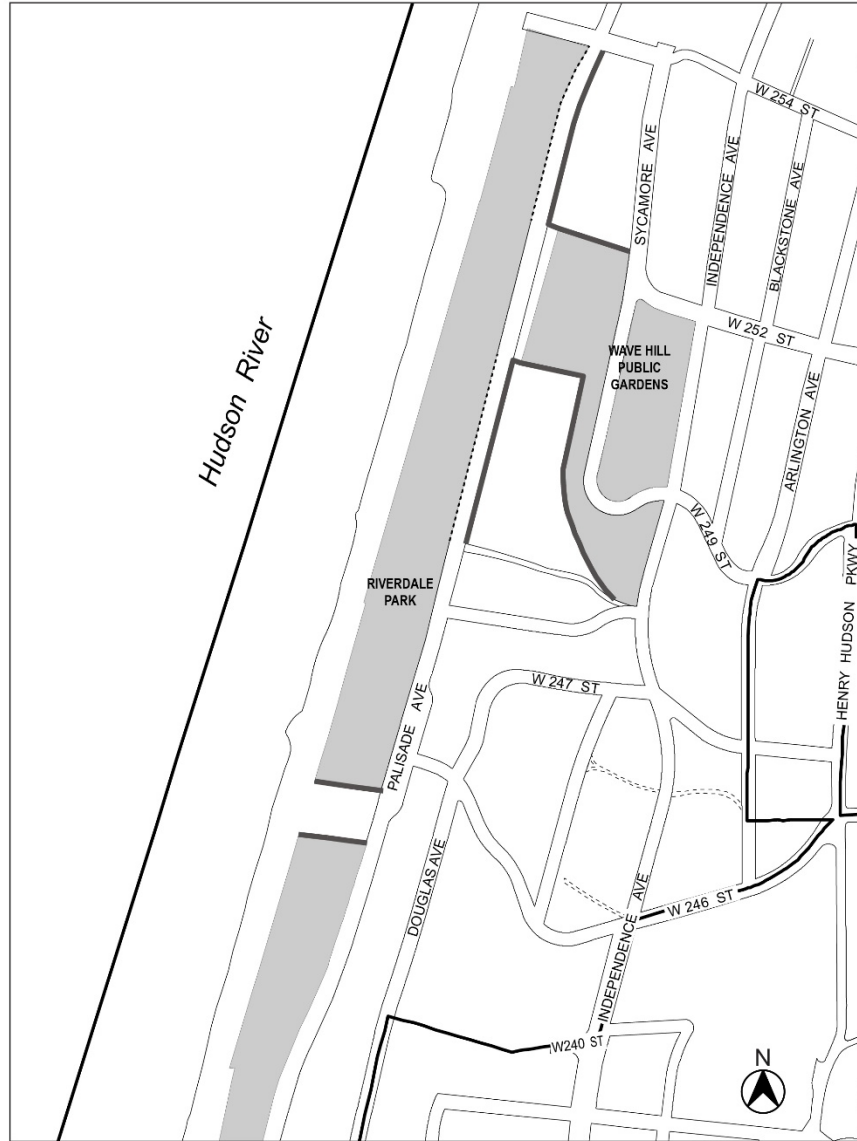 W 254 ST
SYCAMORE AVE
INDEPENDENCE AVE
BLACKSTONE AVE
W 252 ST
WAVE HILL
PUBLIC
GARDENS
Hudson River
ARLINGTON AVE
W 249 ST
HENRY HUDSON PKWY
RIVERDALE
PARK
W 247 ST
PALISADE AVE
DOUGLAS AVE
W 246 ST
INDEPENDENCE AVE
W240 ST
N